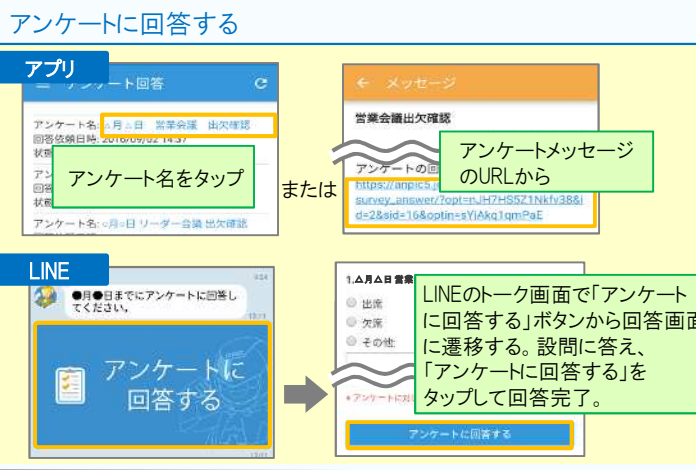 アンケートに回答する
アプリ
アンケート回答
アンケート名: △月△日 営業会議 出欠確認
回答依頼日時: 2016/09/02 14:37
アンケート名をタップ
アンケート名: ○月○日 リーダー会議 出欠確認
または
← メッセージ
営業会議出欠確認
アンケートの回
アンケートメッセージ
のURLから
https://anpic5.j
survey_answer/?opt=nJH7HS5Z1Nkfv38&i
d=2&sid=16&optin=sYiAkq1qmPaE
LINE
●月●日までにアンケートに回答し
てください。
アンケートに
回答する
1.△月△日 営業
出席
欠席
その他
LINEのトーク画面で「アンケート
に回答する」ボタンから回答画面
に遷移する。設問に答え、
「アンケートに回答する」を
タップして回答完了。
アンケートに回答する